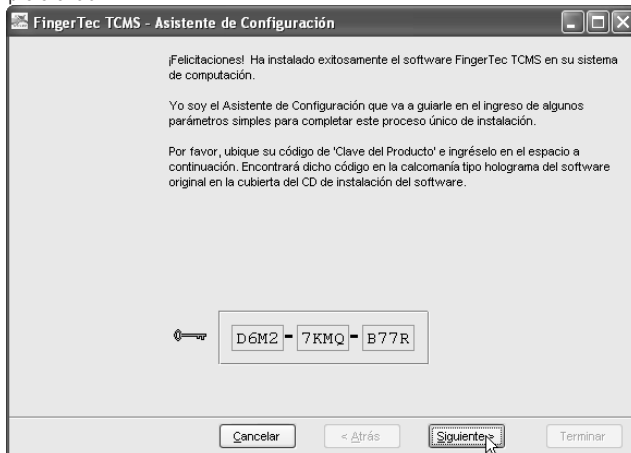 FingerTec TCMS - Asistente de Configuración
¡Felicitaciones! Ha instalado exitosamente el software FingerTec TCMS en su sistema
de computación.
Yo soy el Asistente de Configuración que va a guiarle en el ingreso de algunos
parámetros simples para completar este proceso único de instalación.
Por favor, ubique su código de 'Clave del Producto' e ingréselo en el espacio a
continuación. Encontrará dicho código en la calcomanía tipo holograma del software
original en la cubierta del CD de instalación del software.
D6M2 - 7KMQ - B77R
Cancelar < Atrás Siguiente > Terminar